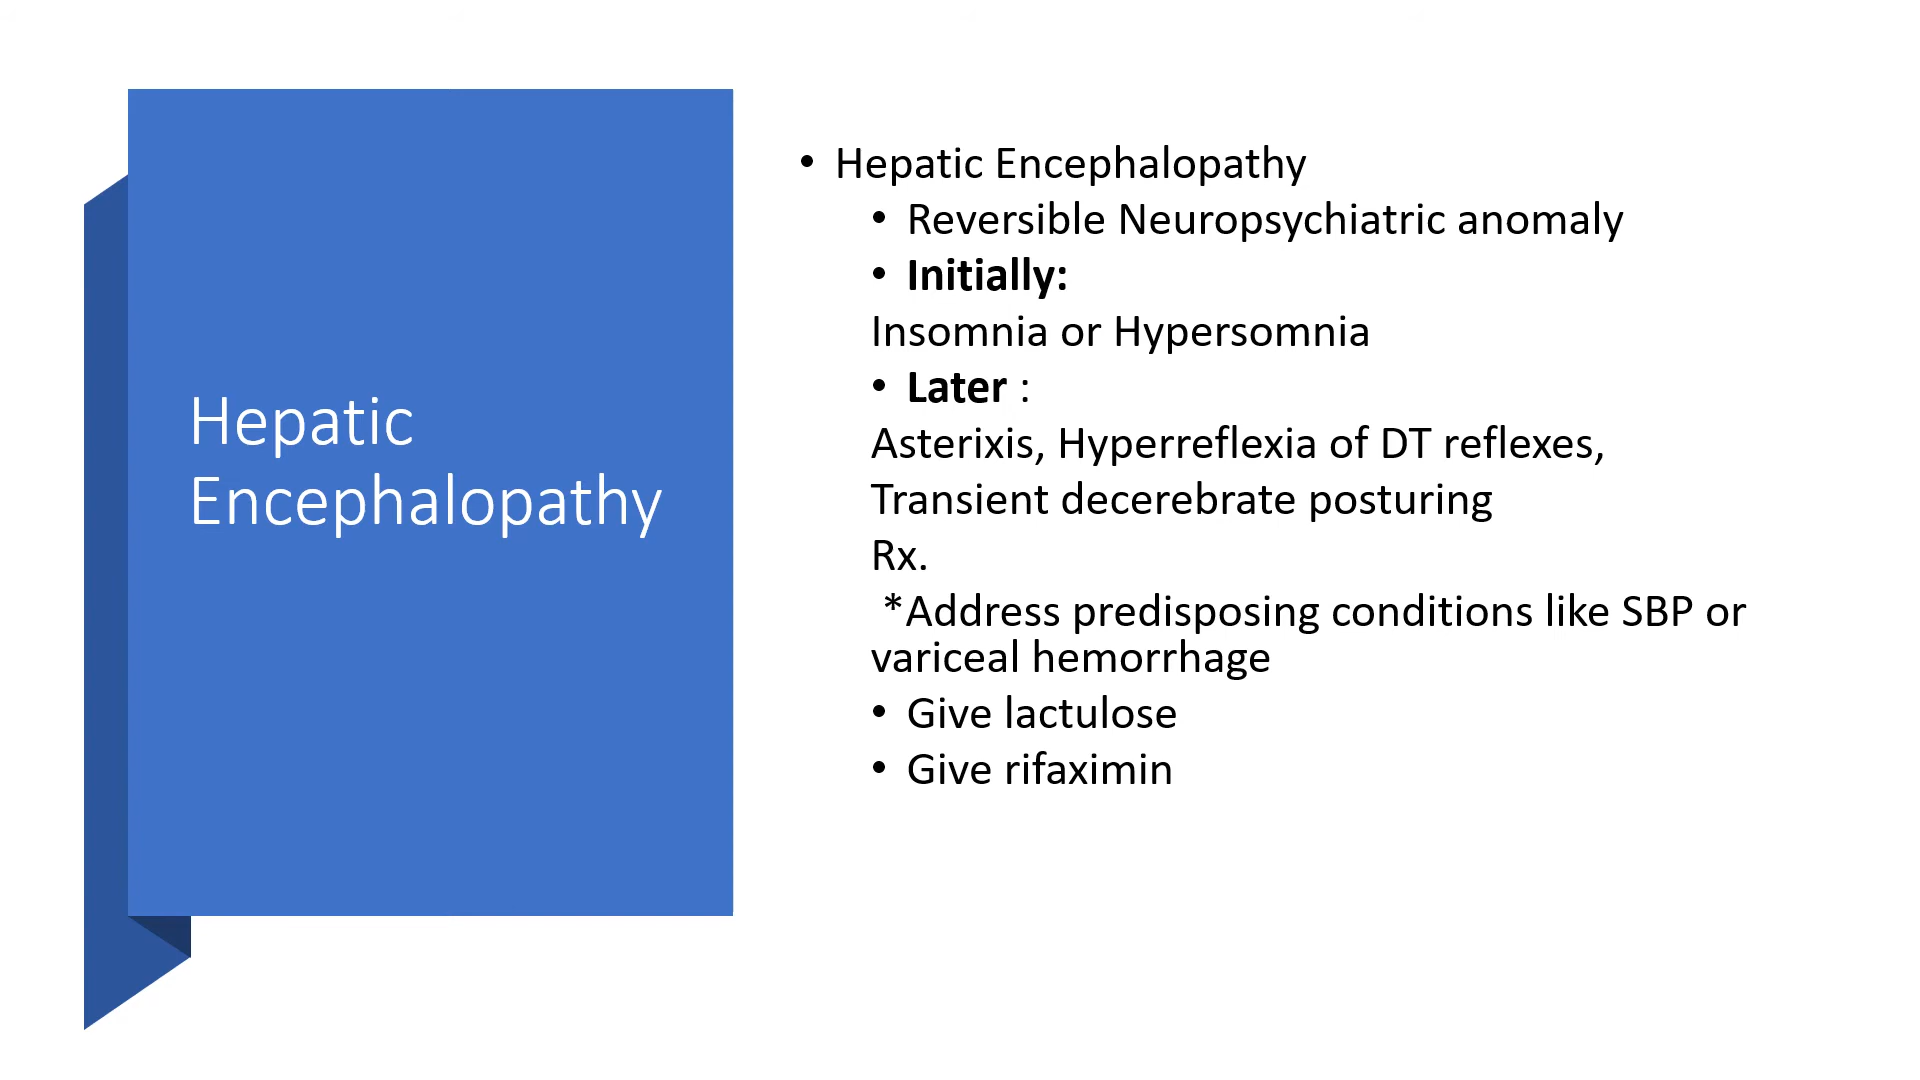 Hepatic
Encephalopathy
• Hepatic Encephalopathy
• Reversible Neuropsychiatric anomaly
• Initially:
Insomnia or Hypersomnia
• Later :
Asterixis, Hyperreflexia of DT reflexes,
Transient decerebrate posturing
Rx.
*Address predisposing conditions like SBP or
variceal hemorrhage
• Give lactulose
• Give rifaximin